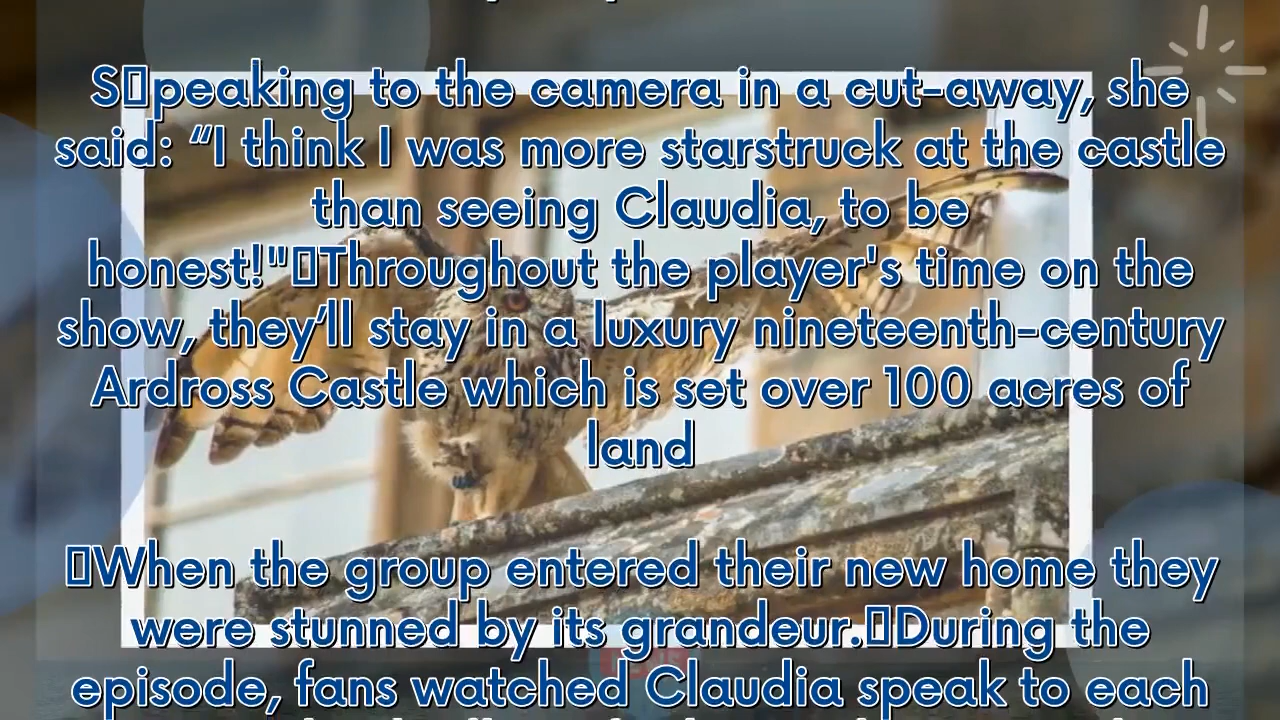 S▯peaking to the camera in a cut-away, she
said: “I think I was more starstruck at the castle
than seeing Claudia, to be
honest!"▯Throughout the player's time on the
show, they’ll stay in a luxury nineteenth-century
Ardross Castle which is set over 100 acres of
land
▯When the group entered their new home they
were stunned by its grandeur.▯During the
episode, fans watched Claudia speak to each